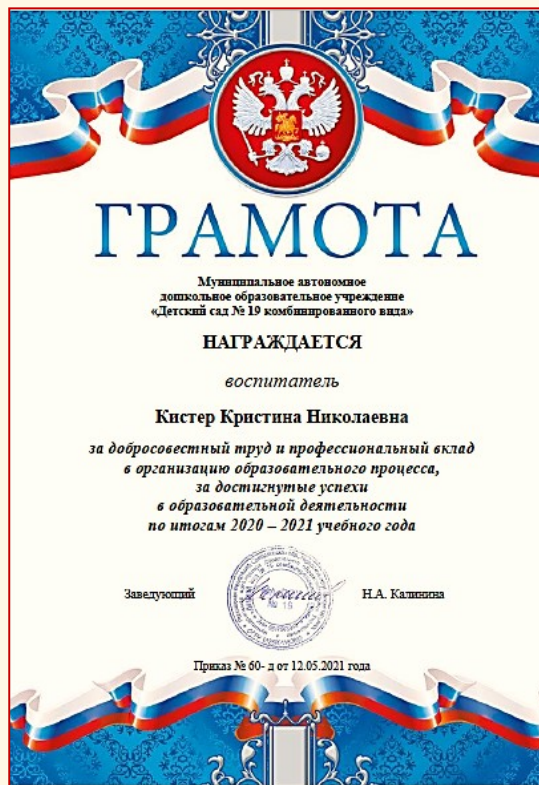 ГРАМОТА
Муниципальное автономное
дошкольное образовательное учреждение
«Детский сад № 19 комбинированного вида»
НАГРАЖДАЕТСЯ
воспитатель
Кистер Кристина Николаевна
за добросовестный труд и профессиональный вклад
в организацию образовательного процесса,
за достигнутые успехи
в образовательной деятельности
по итогам 2020 – 2021 учебного года
Заведующий
№ 19
Н.А. Калинина
Приказ № 60- д от 12.05.2021 года